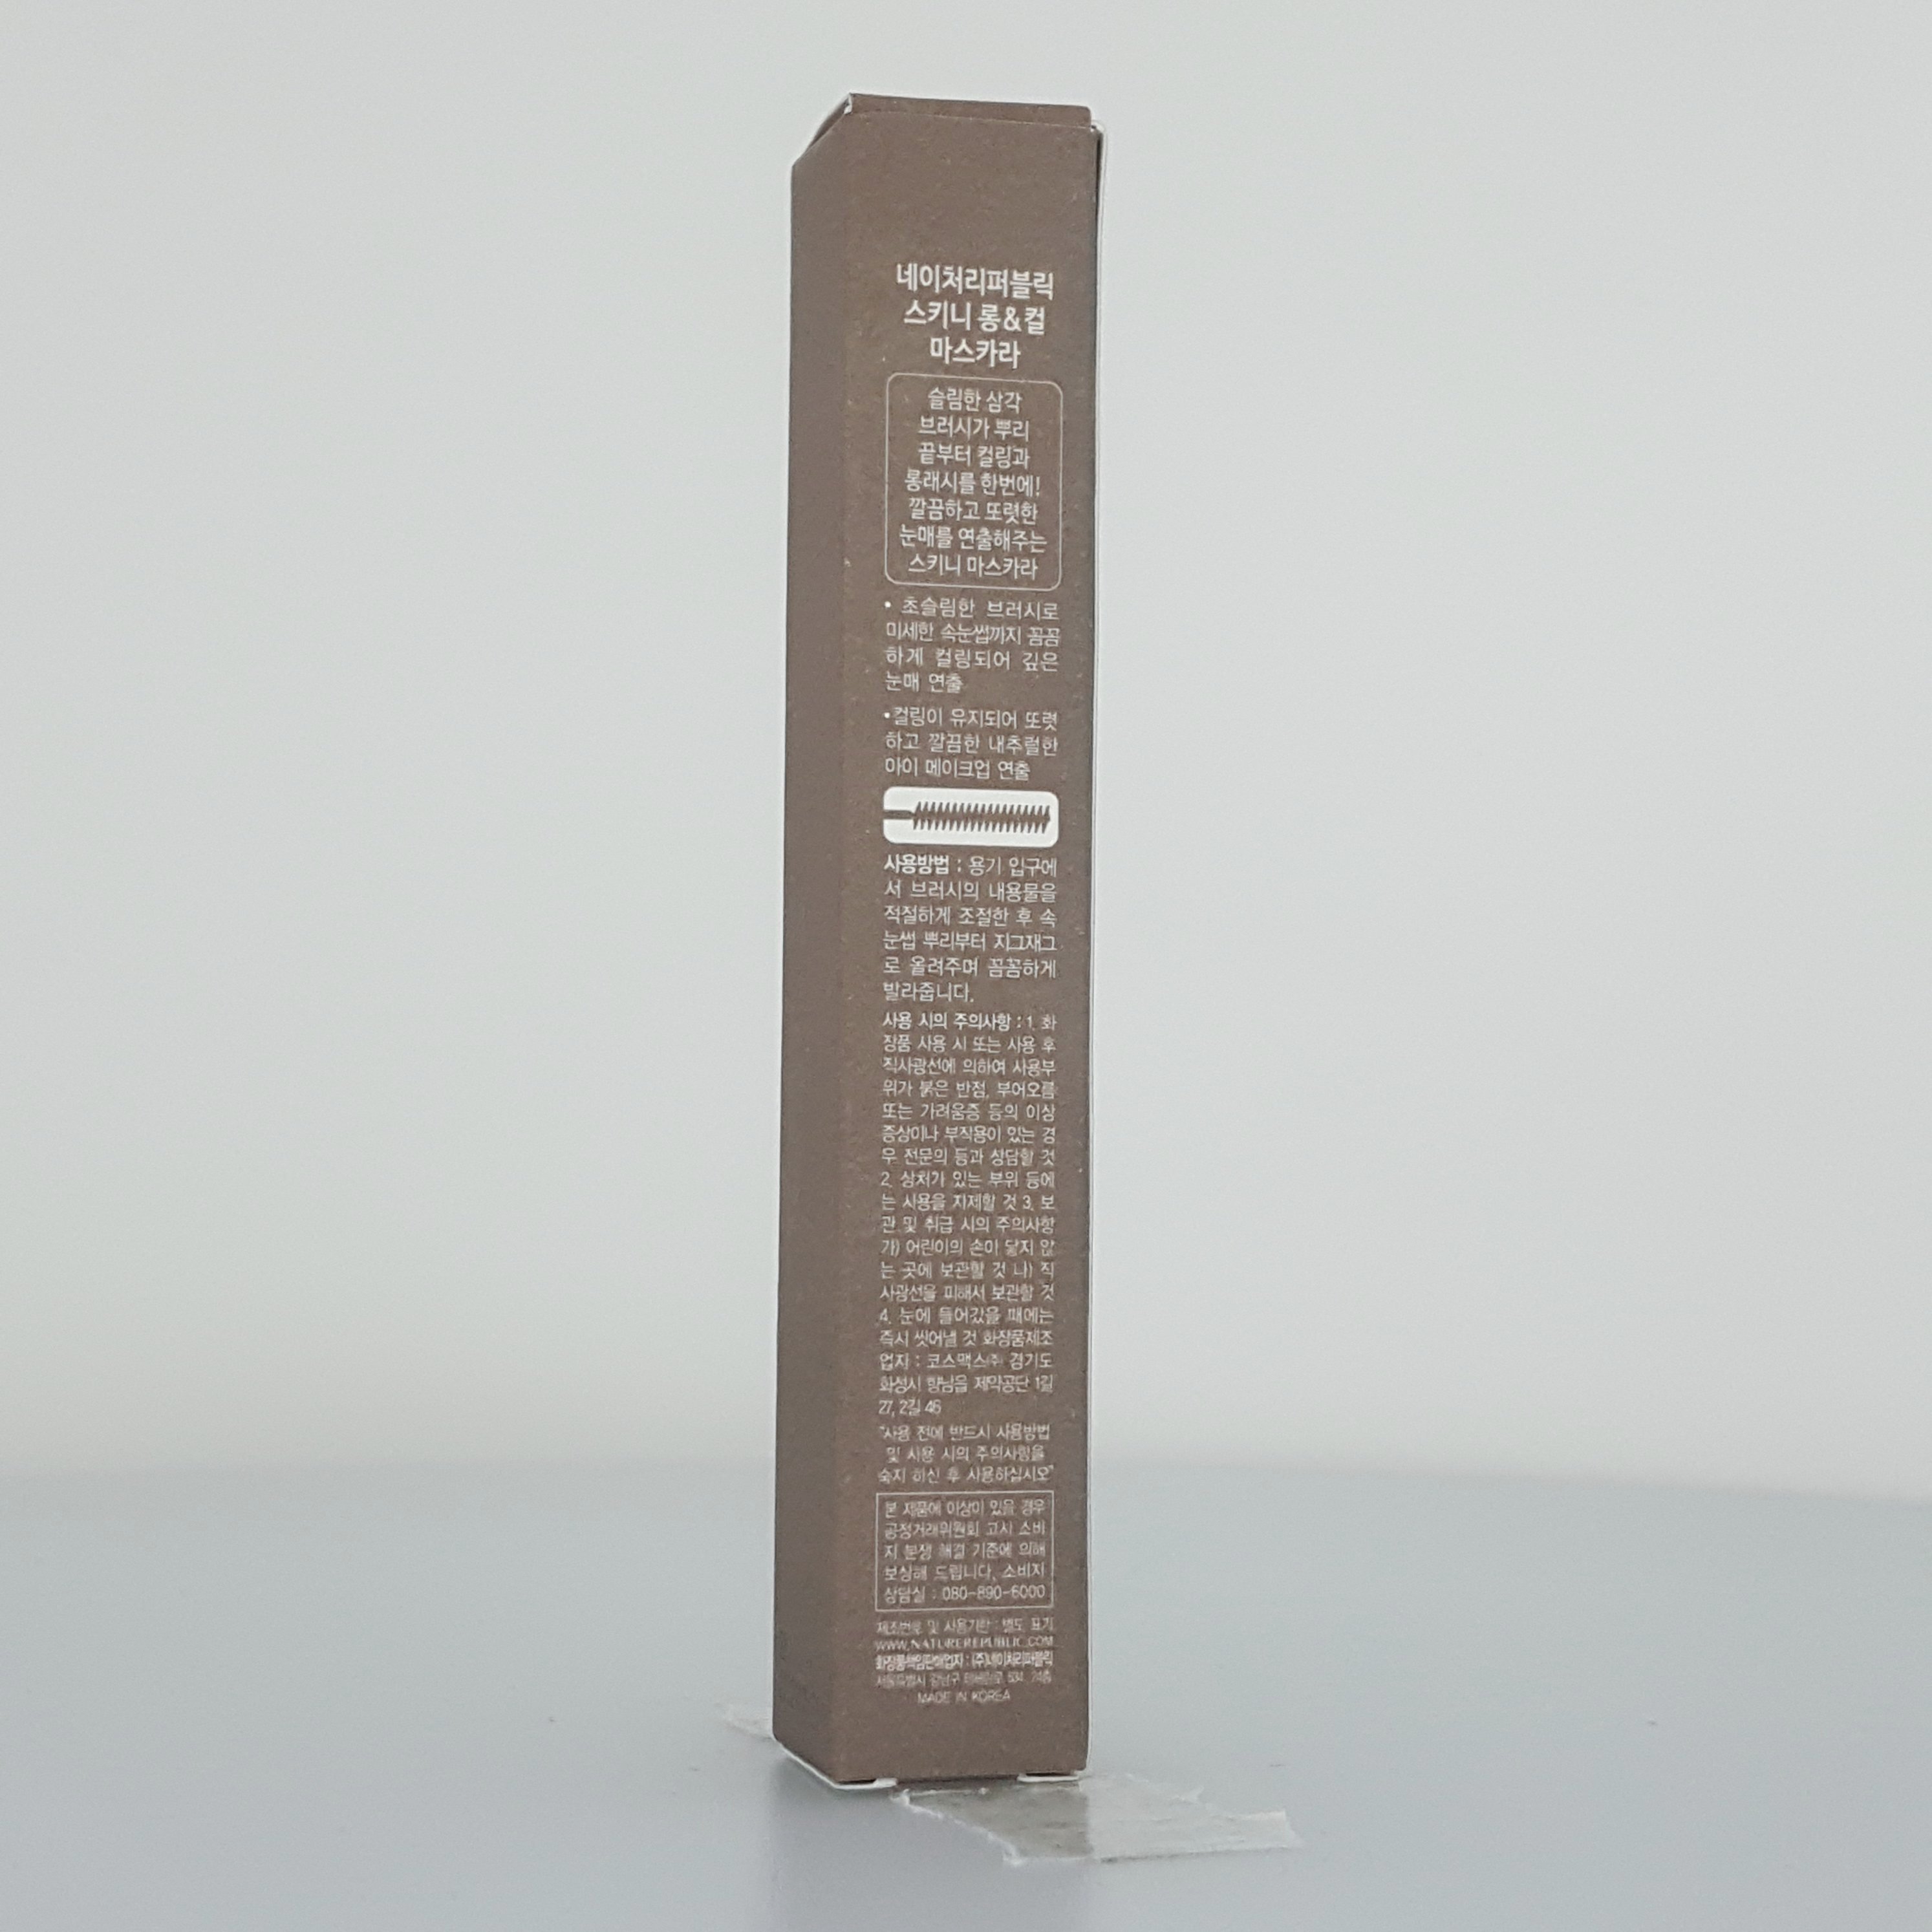 네이처리퍼블릭
스키니 롱&컬
마스카라
슬림한 삼각
브러시가 뿌리
끝부터 컬링과
롱래시를 한번에!
깔끔하고 또렷한
눈매를 연출해주는
스키니 마스카라
• 초슬림한 브러시로
미세한 속눈썹까지 꼼꼼
하게 컬링되어 깊은
눈매 연출
•컬링이 유지되어 또렷
하고 깔끔한 내추럴한
아이 메이크업 연출
사용방법 : 용기 입구에
서 브러시의 내용물을
적절하게 조절한 후 속
눈썹 뿌리부터 지그재그
로 올려주며 꼼꼼하게
발라줍니다.
사용 시의 주의사항 : 1. 화
장품 사용 시 또는 사용 후
직사광선에 의하여 사용부
위가 붉은 반점, 부어오름
또는 가려움증 등의 이상
증상이나 부작용이 있는 경
우 전문의 등과 상담할 것
2. 상처가 있는 부위 등에
는 사용을 자제할 것 3. 보
관 및 취급 시의 주의사항
가) 어린이의 손이 닿지 않
는 곳에 보관할 것 나) 직
사광선을 피해서 보관할 것
4. 눈에 들어갔을 때에는
즉시 씻어낼 것 화장품제조
업자 : 코스맥스㈜ 경기도
화성시 향남읍 제약공단 1길
27, 2길 46
"사용 전에 반드시 사용방법
및 사용 시의 주의사항을
숙지 하신 후 사용하십시오"
본 제품에 이상이 있을 경우
공정거래위원회 고시 소비
자 분쟁 해결 기준에 의해
보상해 드립니다. 소비자
상담실 : 080-890-6000
제조번호 및 사용기한 : 별도 표기
WWW.NATUREREPUBLIC.COM
화장품책임판매업자 : (주)네이처리퍼블릭
서울특별시 강남구 테헤란로 534, 24층
MADE IN KOREA